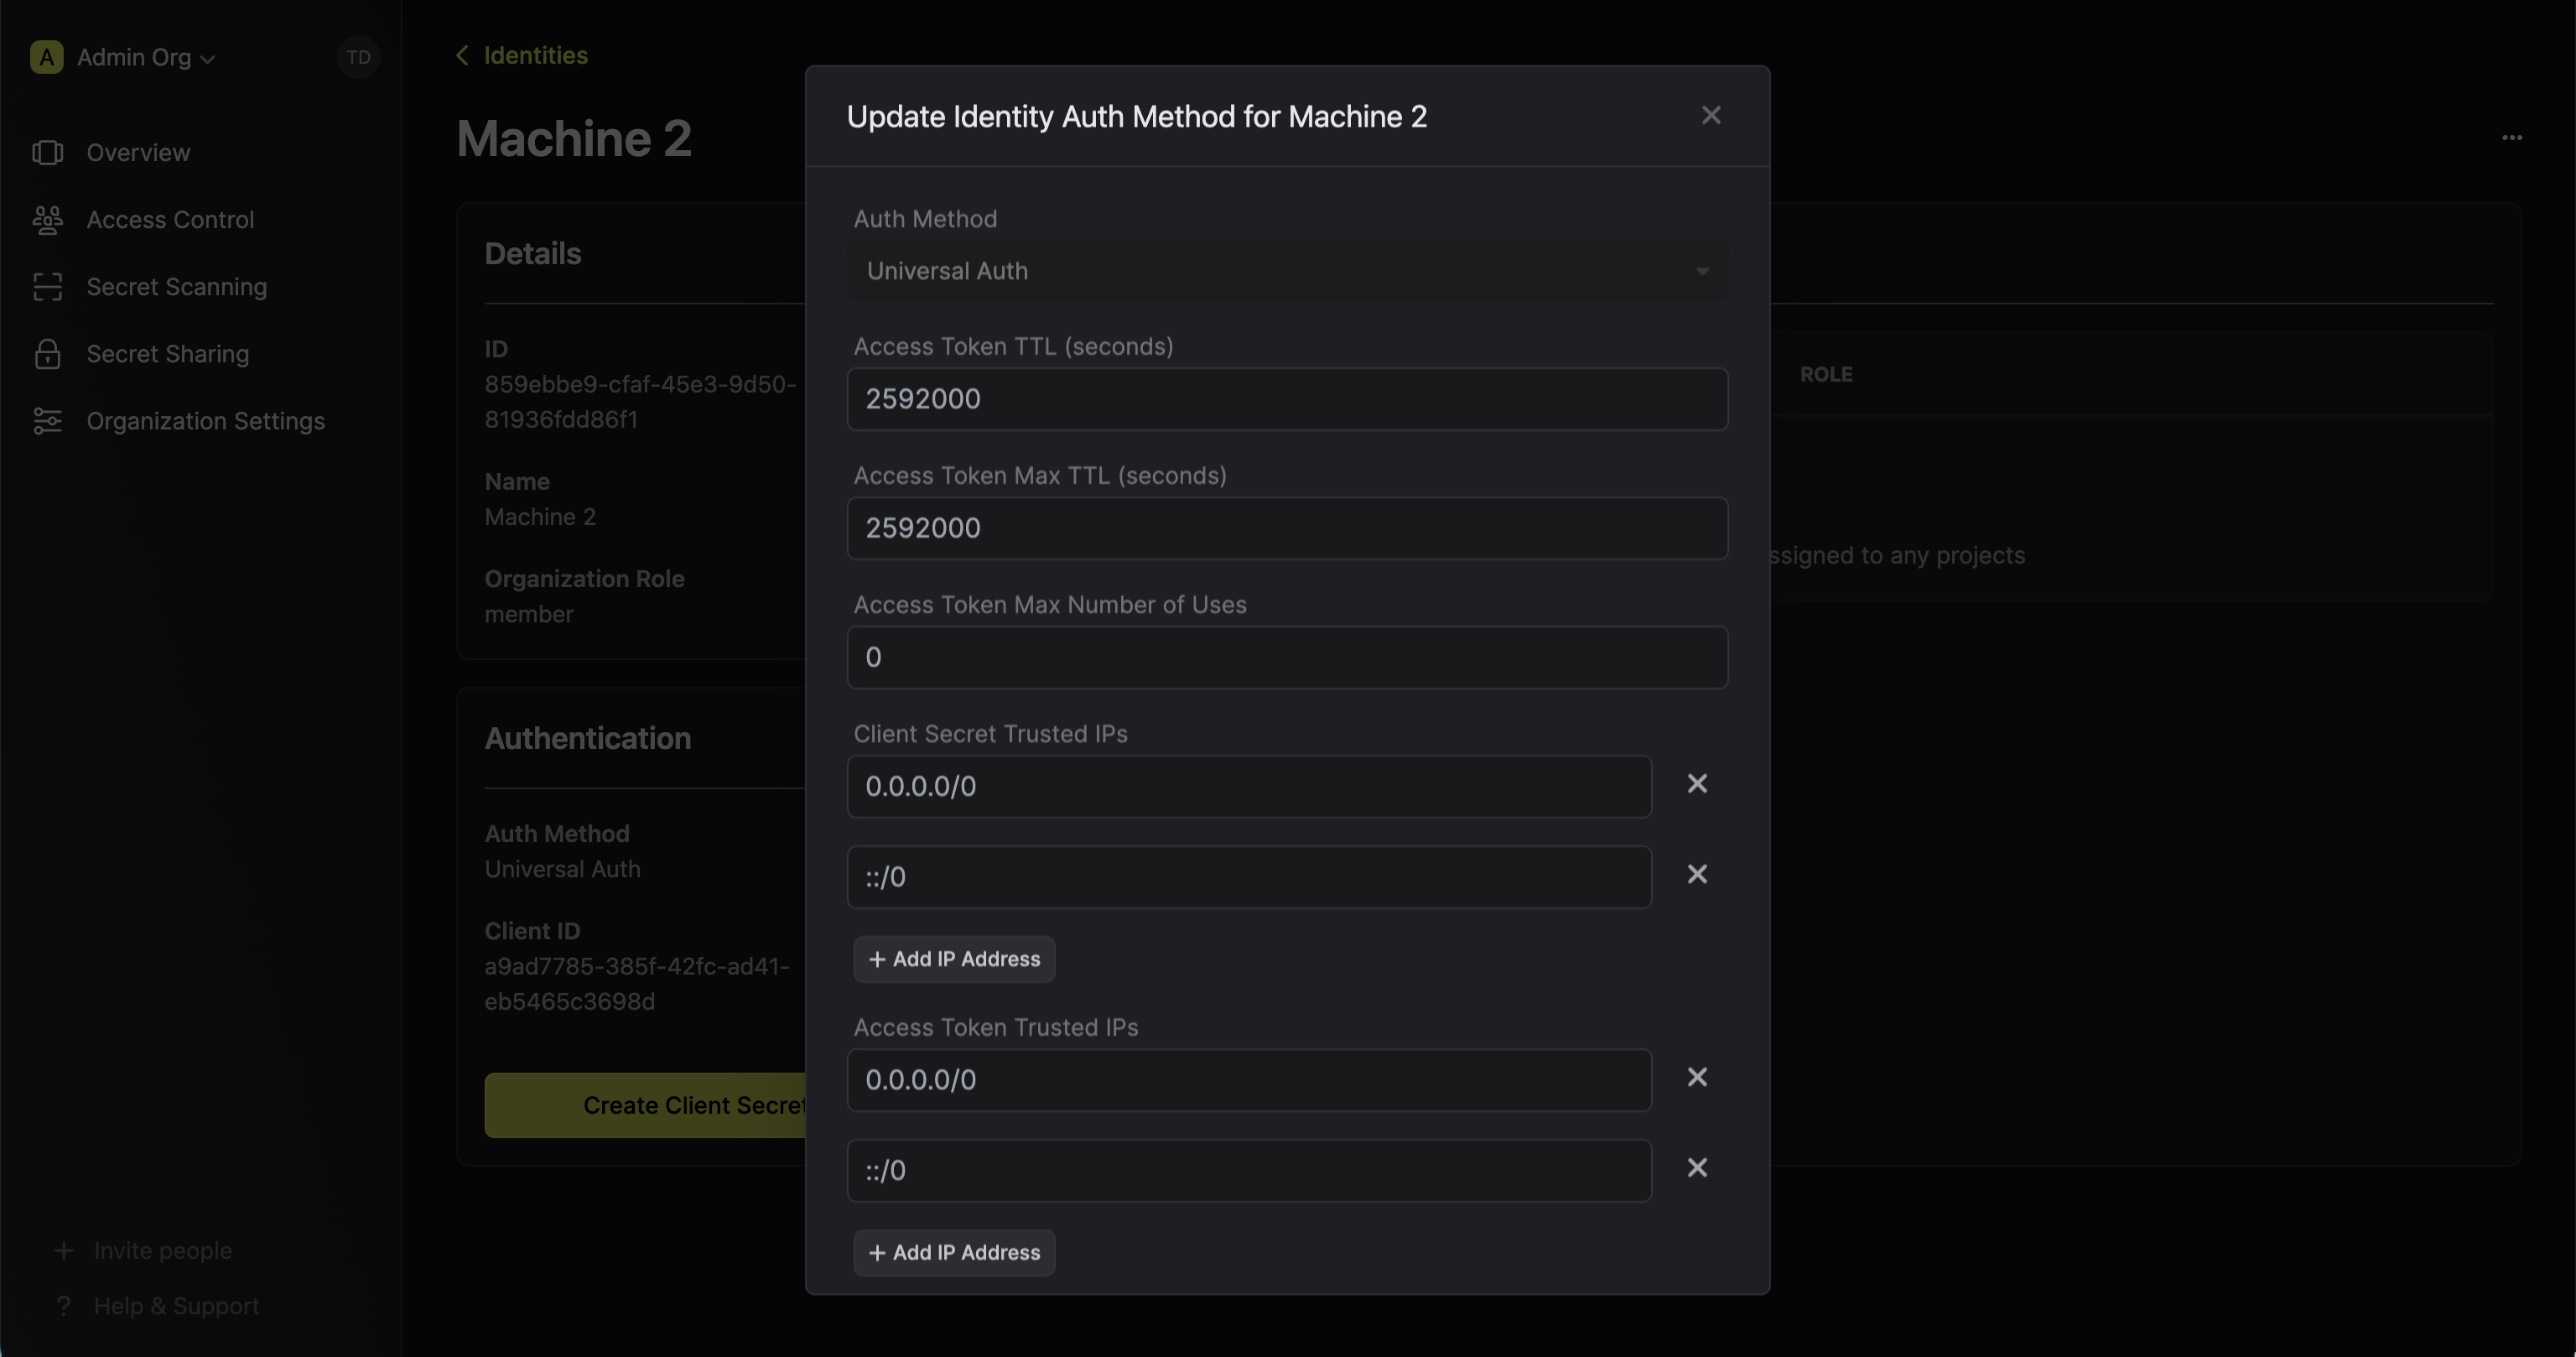 A Admin Org
TD
Overview
Access Control
Secret Scanning
Secret Sharing
Organization Settings
+ Invite people
? Help & Support
Identities
Machine 2
Details
ID
859ebbe9-cfaf-45e3-9d50-
81936fdd86f1
Name
Machine 2
Organization Role
member
Authentication
Auth Method
Universal Auth
Client ID
a9ad7785-385f-42fc-ad41-
eb5465c3698d
Create Client Secret
Update Identity Auth Method for Machine 2
Auth Method
Universal Auth
Access Token TTL (seconds)
2592000
Access Token Max TTL (seconds)
2592000
Access Token Max Number of Uses
0
Client Secret Trusted IPs
0.0.0.0/0
::/0
+ Add IP Address
Access Token Trusted IPs
0.0.0.0/0
::/0
+ Add IP Address
ROLE
ssigned to any projects